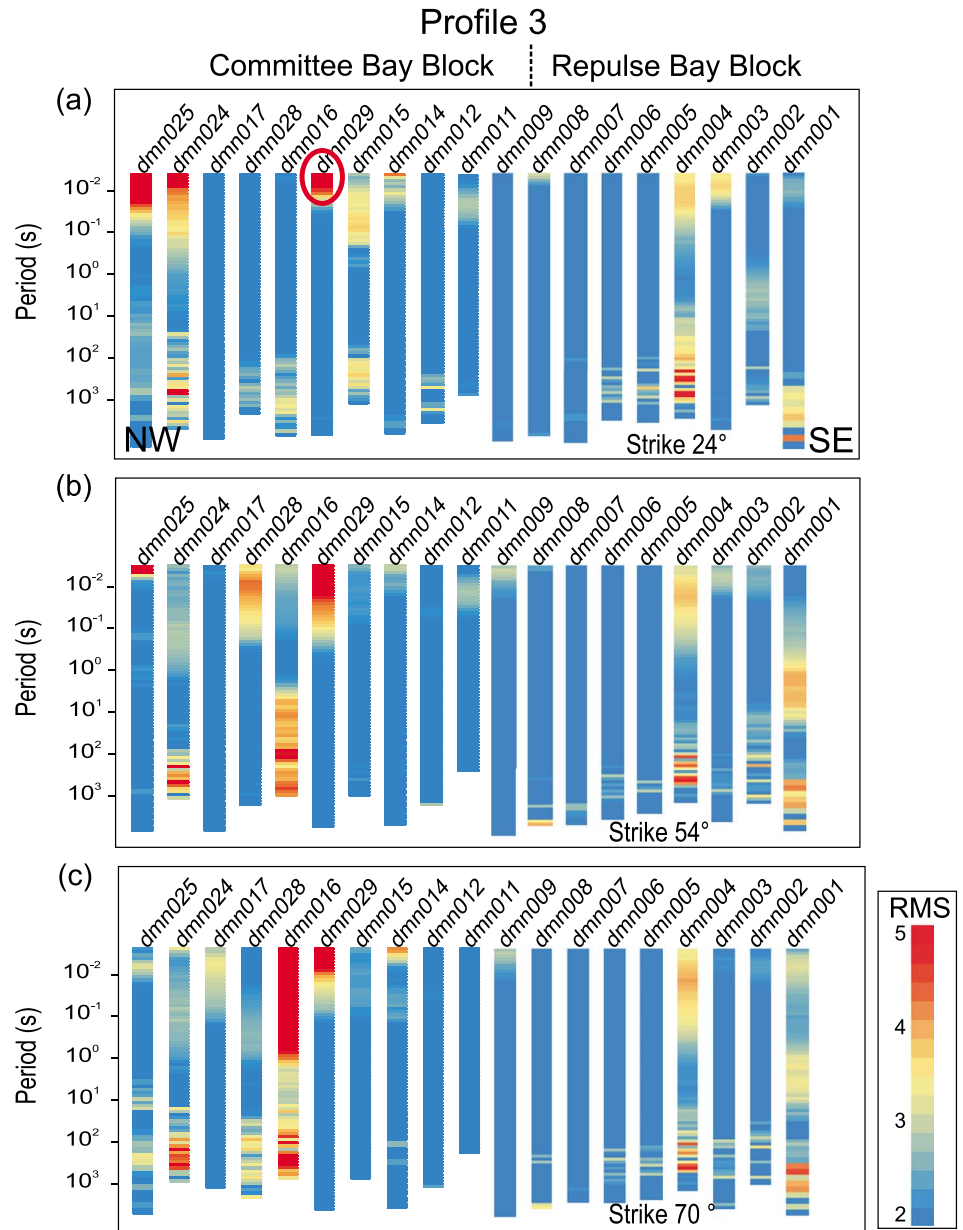 Profile 3
Committee Bay Block Repulse Bay Block
(a)
dmn025 dmn024 dmn017 dmn028 dmn016 dmn029 dmn015 dmn014 dmn012 dmn011 dmn009 dmn008 dmn007 dmn006 dmn005 dmn004 dmn003 dmn002 dmn001
Period (s)
10⁻²
10⁻¹
10⁰
10¹
10²
10³
NW Strike 24° SE
(b)
dmn025 dmn024 dmn017 dmn028 dmn016 dmn029 dmn015 dmn014 dmn012 dmn011 dmn009 dmn008 dmn007 dmn006 dmn005 dmn004 dmn003 dmn002 dmn001
Period (s)
10⁻²
10⁻¹
10⁰
10¹
10²
10³
Strike 54°
(c)
dmn025 dmn024 dmn017 dmn028 dmn016 dmn029 dmn015 dmn014 dmn012 dmn011 dmn009 dmn008 dmn007 dmn006 dmn005 dmn004 dmn003 dmn002 dmn001
Period (s)
10⁻²
10⁻¹
10⁰
10¹
10²
10³
Strike 70 °
RMS
5
4
3
2